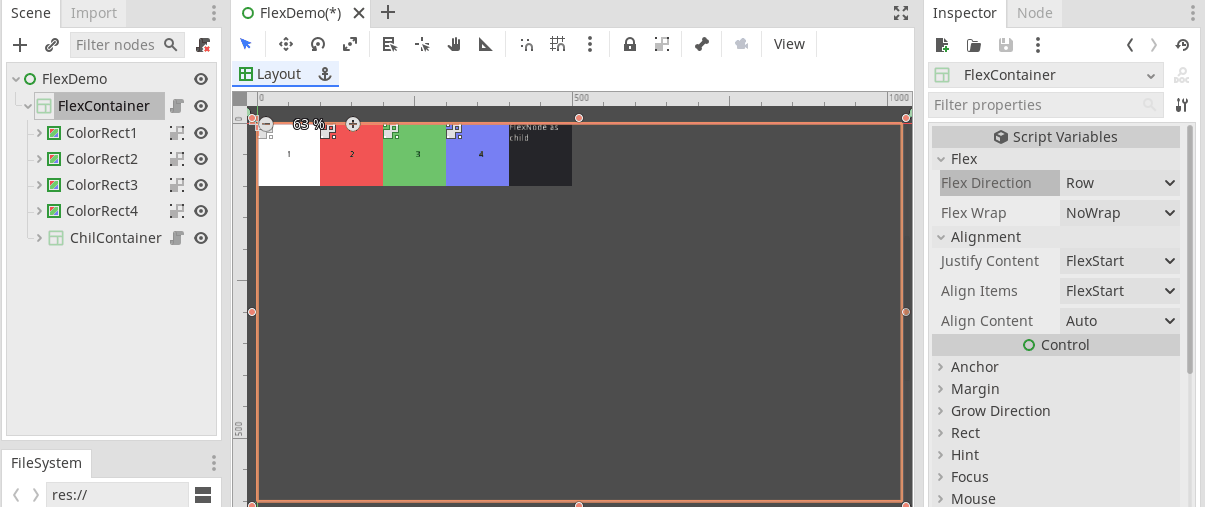 Scene
Import
Filter nodes
FlexDemo
FlexContainer
ColorRect1
ColorRect2
ColorRect3
ColorRect4
ChilContainer
FileSystem
res://
FlexDemo(*)
View
Layout
0
500
1000
0
500
63 %
1
2
3
4
FlexNode as
child
Inspector
Node
FlexContainer
DOC
Filter properties
Script Variables
Flex
Flex Direction
Row
Flex Wrap
NoWrap
Alignment
Justify Content
FlexStart
Align Items
FlexStart
Align Content
Auto
Control
Anchor
Margin
Grow Direction
Rect
Hint
Focus
Mouse